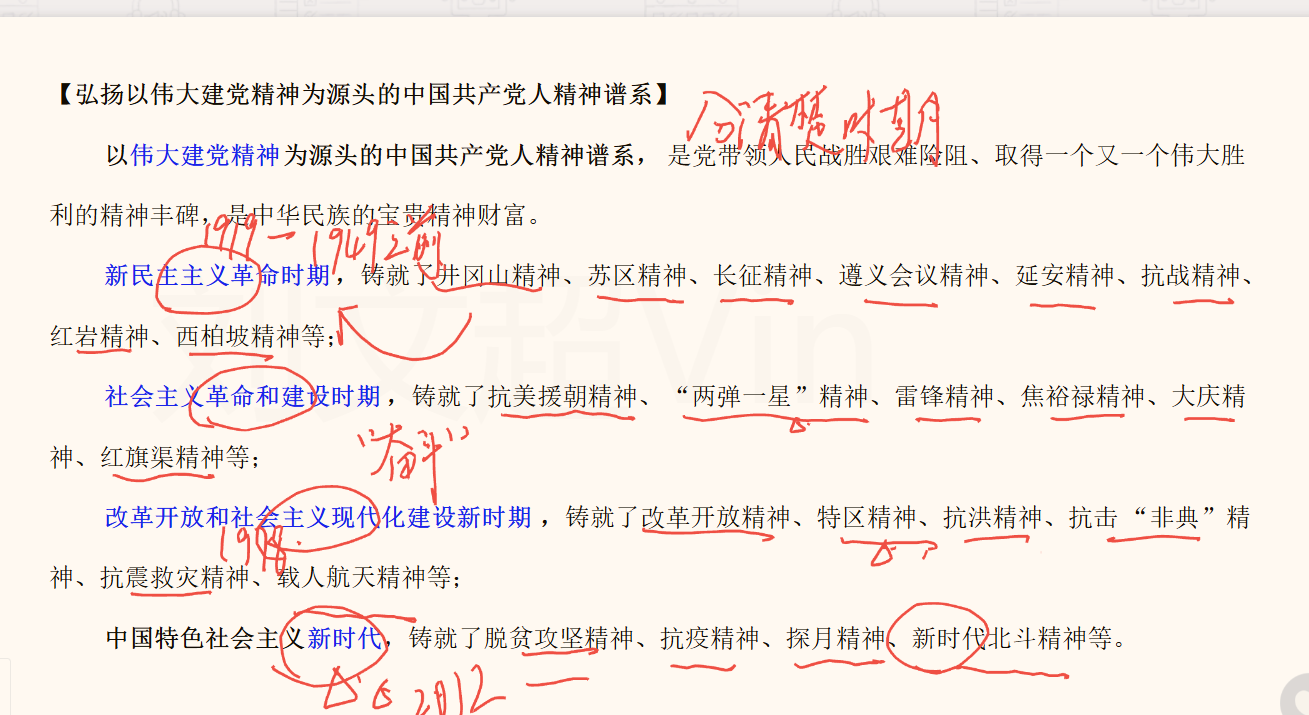 【弘扬以伟大建党精神为源头的中国共产党人精神谱系】
分清楚时期
以伟大建党精神为源头的中国共产党人精神谱系， 是党带领人民战胜艰难险阻、取得一个又一个伟大胜
利的精神丰碑，是中华民族的宝贵精神财富。
1919—1949之前
新民主主义革命时期，铸就了井冈山精神、苏区精神、长征精神、遵义会议精神、延安精神、抗战精神、
红岩精神、西柏坡精神等；
社会主义革命和建设时期，铸就了抗美援朝精神、 “两弹一星”精神、雷锋精神、焦裕禄精神、大庆精
神、红旗渠精神等；
“奋斗”
改革开放和社会主义现代化建设新时期 ，铸就了改革开放精神、特区精神、抗洪精神、抗击 “非典”精
1978.
神、抗震救灾精神、载人航天精神等；
中国特色社会主义新时代，铸就了脱贫攻坚精神、抗疫精神、探月精神、新时代北斗精神等。
2012